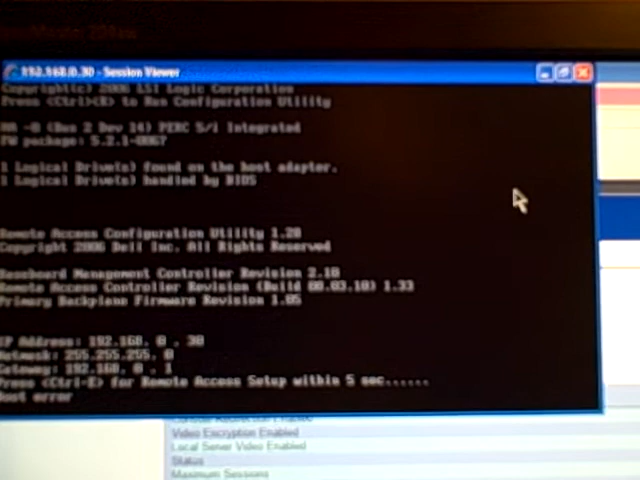 192.168.0.30 - Session Viewer
Copyright(c) 2006 LSI Logic Corporation
Press <Ctrl><R> to Run Configuration Utility
HA -0 (Bus 2 Dev 14) PERC 5/i Integrated
FW package: 5.2.1-0067
1 Logical Drive(s) found on the host adapter.
1 Logical Drive(s) handled by BIOS
Remote Access Configuration Utility 1.28
Copyright 2006 Dell Inc. All Rights Reserved
Baseboard Management Controller Revision 2.10
Remote Access Controller Revision (Build 08.03.10) 1.33
Primary Backplane Firmware Revision 1.05
IP Address: 192.168. 0 . 30
Netmask: 255.255.255. 0
Gateway: 192.168. 0 . 1
Press <Ctrl-E> for Remote Access Setup within 5 sec......
Boot error
Console Redirection Enabled
Video Encryption Enabled
Local Server Video Enabled
Status
Maximum Sessions